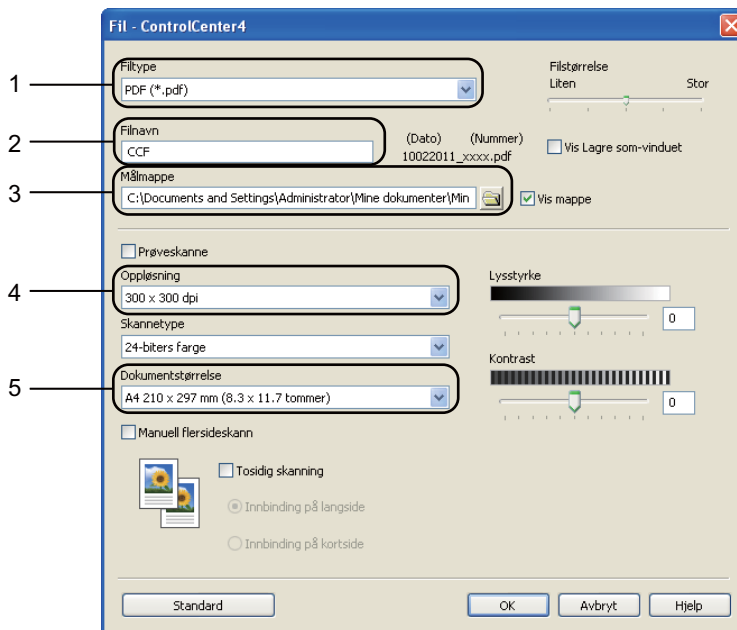 Fil - ControlCenter4
1
Filtype
PDF (*.pdf)
Filstørrelse
Liten Stor
2
Filnavn
CCF
(Dato) (Nummer)
10022011_xxxx.pdf
Vis Lagre som-vinduet
3
Målmappe
C:\Documents and Settings\Administrator\Mine dokumenter\Min
Vis mappe
Prøveskanne
4
Oppløsning
300 x 300 dpi
Lysstyrke
0
Skannetype
24-biters farge
Kontrast
0
5
Dokumentstørrelse
A4 210 x 297 mm (8.3 x 11.7 tommer)
Manuell flersideskann
Tosidig skanning
Innbinding på langside
Innbinding på kortside
Standard OK Avbryt Hjelp